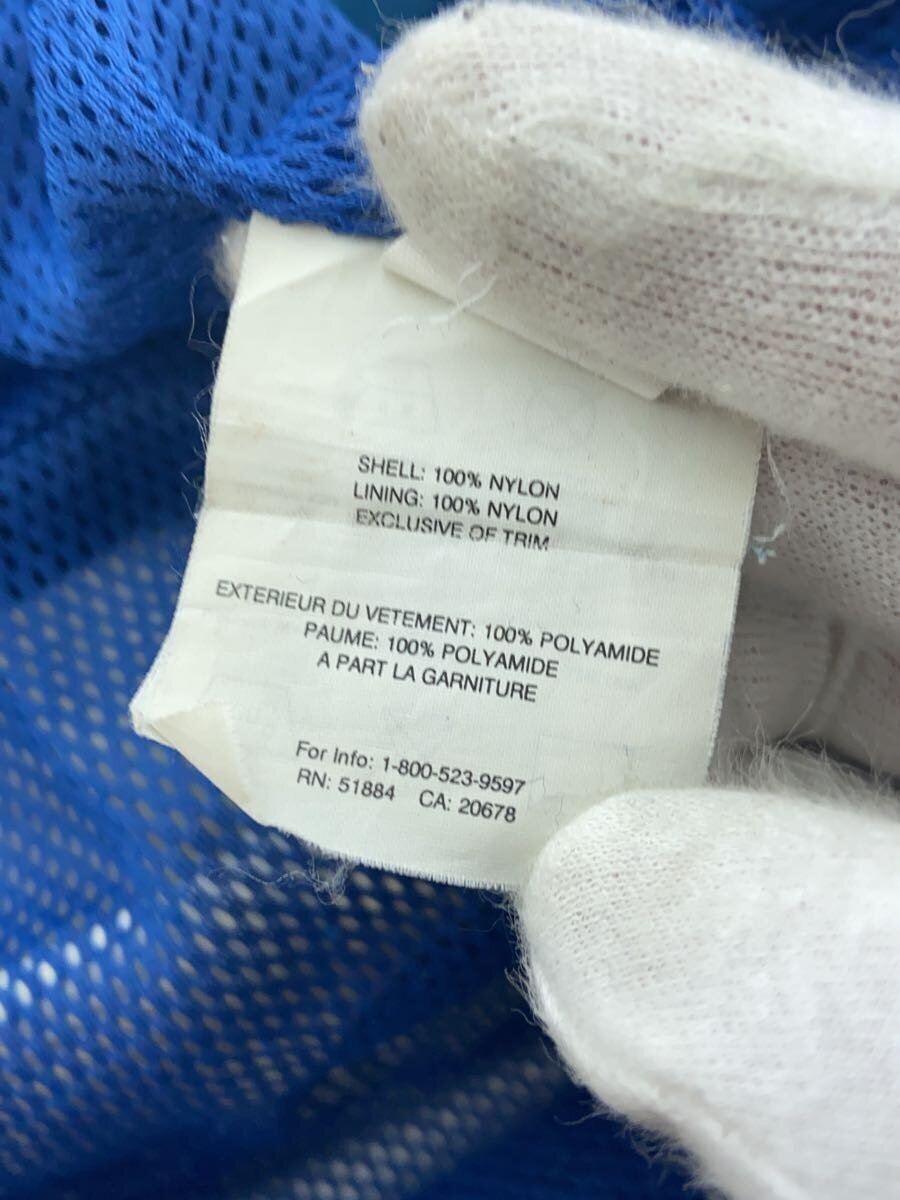 SHELL: 100% NYLON
LINING: 100% NYLON
EXCLUSIVE OF TRIM
EXTERIEUR DU VETEMENT: 100% POLYAMIDE
PAUME: 100% POLYAMIDE
A PART LA GARNITURE
For Info: 1-800-523-9597
RN: 51884 CA: 20678